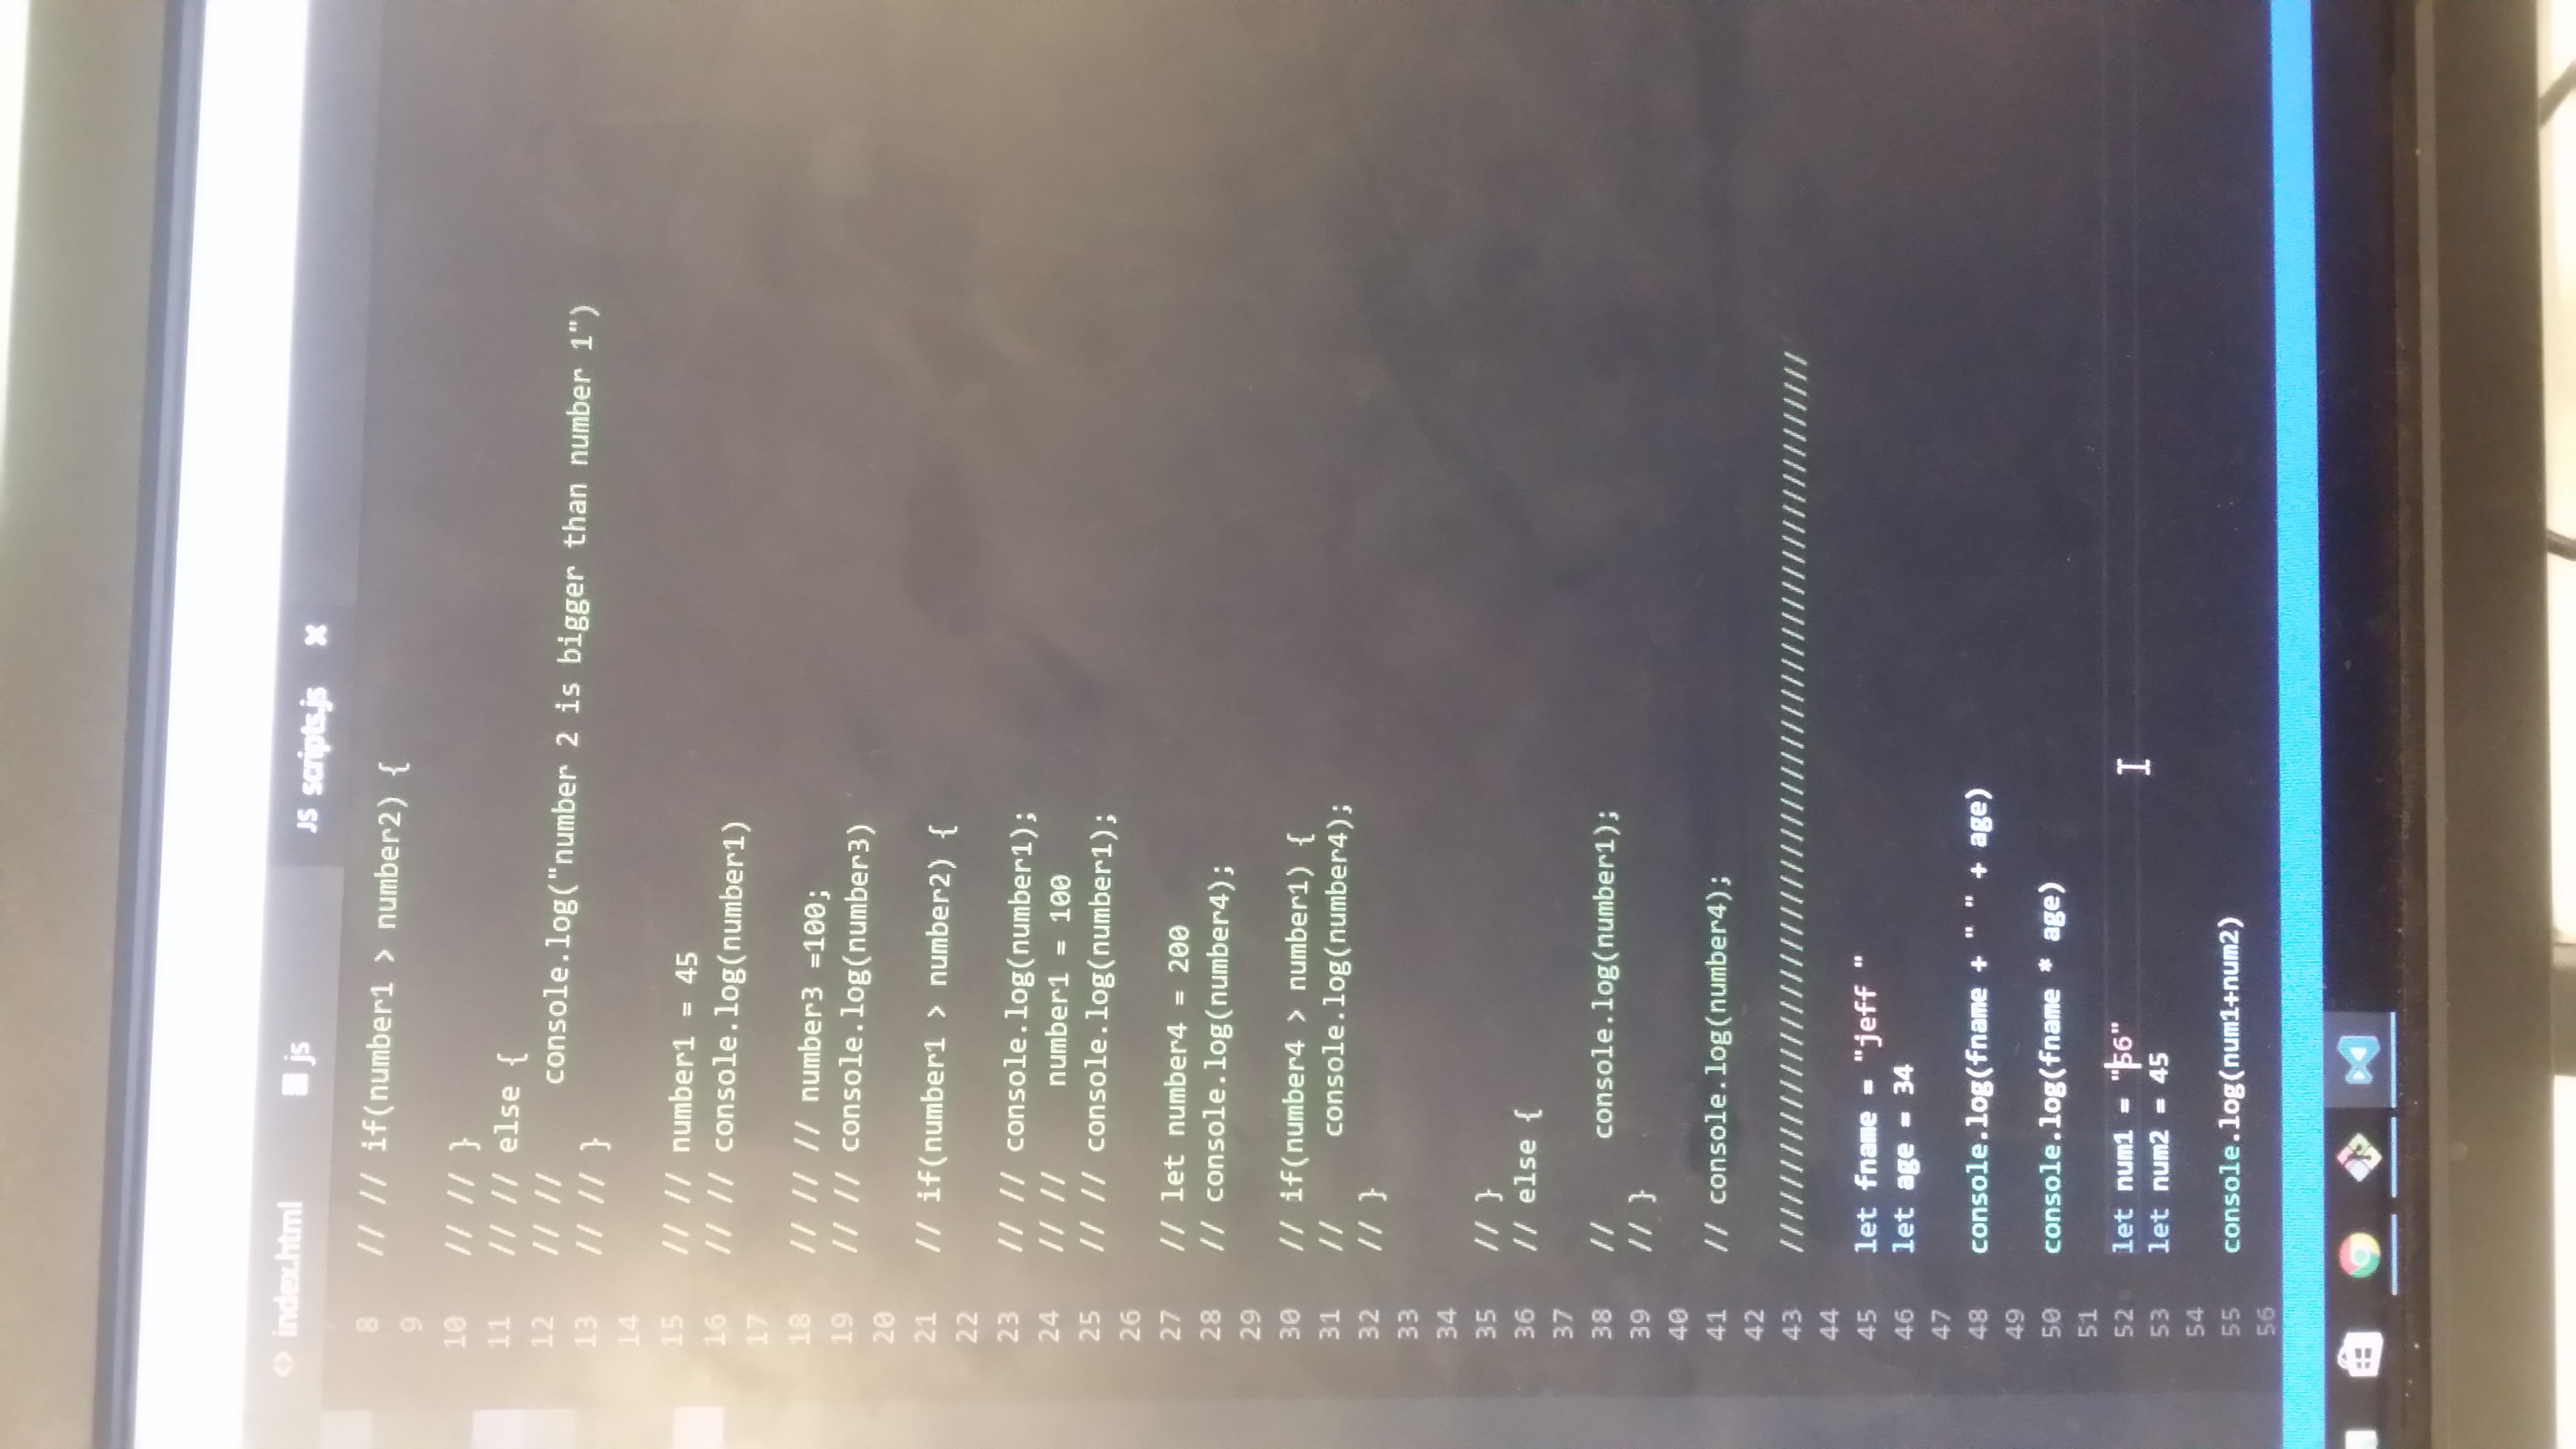 index.html js JS scripts.js
8 // // if(number1 > number2) {
9
10 // // }
11 // // else {
12 // //     console.log("number 2 is bigger than number 1")
13 // // }
14
15 // // number1 = 45
16 // // console.log(number1)
17
18 // // // number3 =100;
19 // // console.log(number3)
20
21 // if(number1 > number2) {
22
23 // // console.log(number1);
24 // //     number1 = 100
25 // // console.log(number1);
26
27 // let number4 = 200
28 // console.log(number4);
29
30 // if(number4 > number1) {
31 //     console.log(number4);
32 // }
33
34
35 // }
36 // else {
37
38 //     console.log(number1);
39 // }
40
41 // console.log(number4);
42
43 ////////////////////////////////////////////////////////
44
45 let fname = "jeff "
46 let age = 34
47
48 console.log(fname + " " + age)
49
50 console.log(fname * age)
51
52 let num1 = "56"
53 let num2 = 45
54
55 console.log(num1+num2)
56